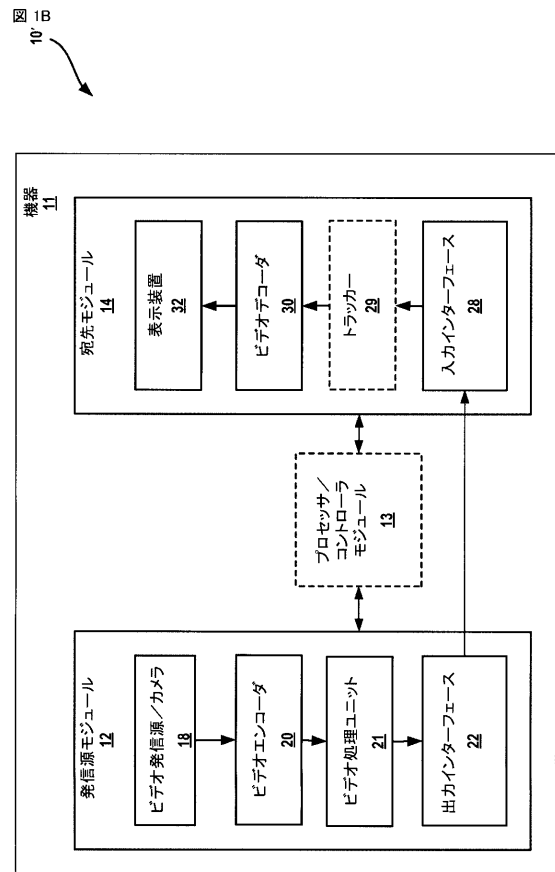 図 1B
10'
機器
11
発信源モジュール
12
ビデオ発信源／カメラ
18
ビデオエンコーダ
20
ビデオ処理ユニット
21
出力インターフェース
22
プロセッサ／
コントローラ
モジュール
13
宛先モジュール
14
表示装置
32
ビデオデコーダ
30
トラッカー
29
入力インターフェース
28